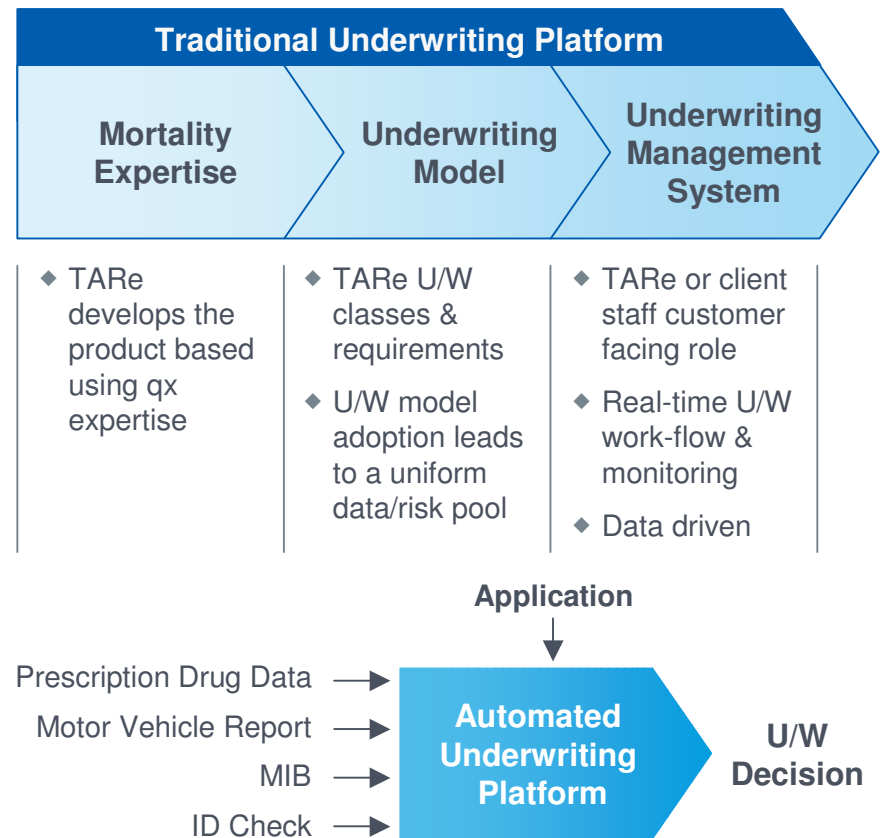 Traditional Underwriting Platform
Mortality
Expertise
Underwriting
Model
Underwriting
Management
System
◆ TARe
develops the
product based
using qx
expertise
◆ TARe U/W
classes &
requirements
◆ U/W model
adoption leads
to a uniform
data/risk pool
◆ TARe or client
staff customer
facing role
◆ Real-time U/W
work-flow &
monitoring
◆ Data driven
Application
Prescription Drug Data
Motor Vehicle Report
MIB
ID Check
Automated
Underwriting
Platform
U/W
Decision